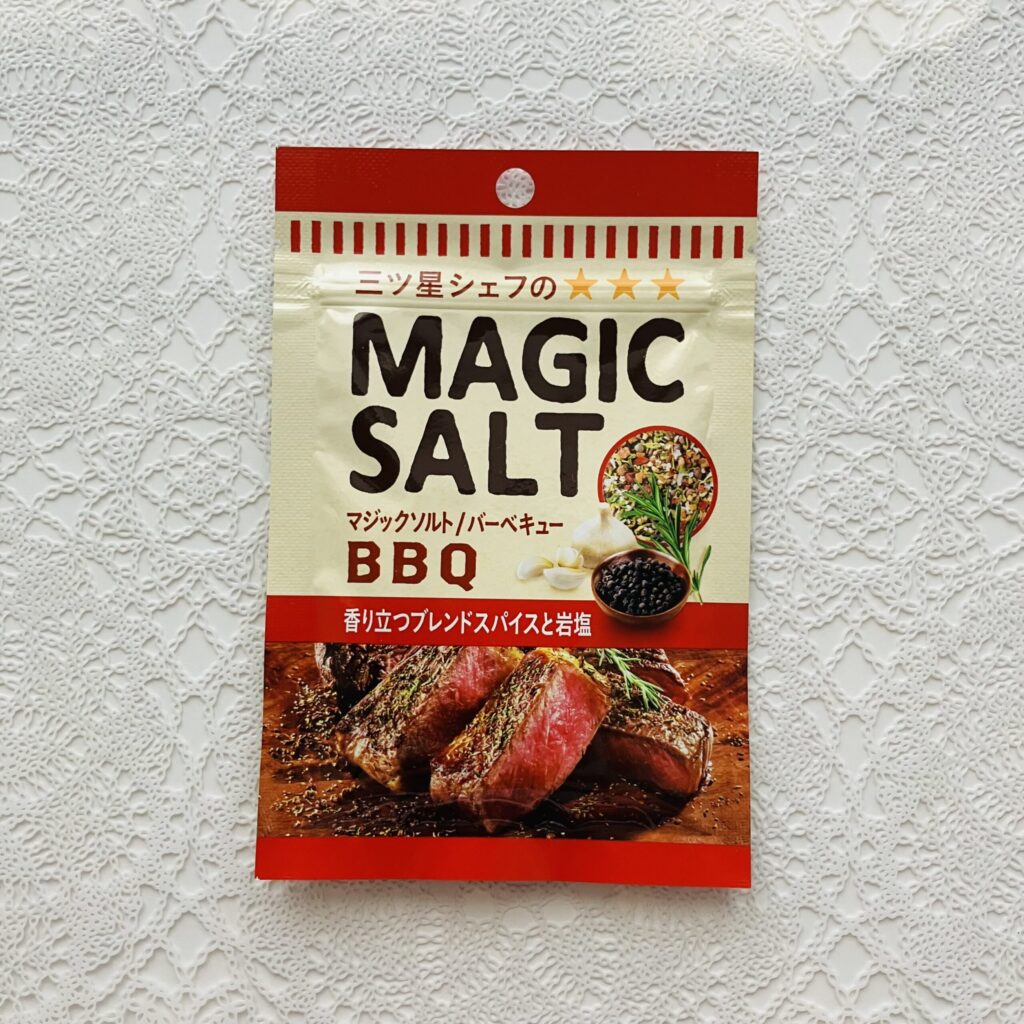 三ツ星シェフの★★★
MAGIC
SALT
マジックソルト/バーベキュー
BBQ
香り立つブレンドスパイスと岩塩